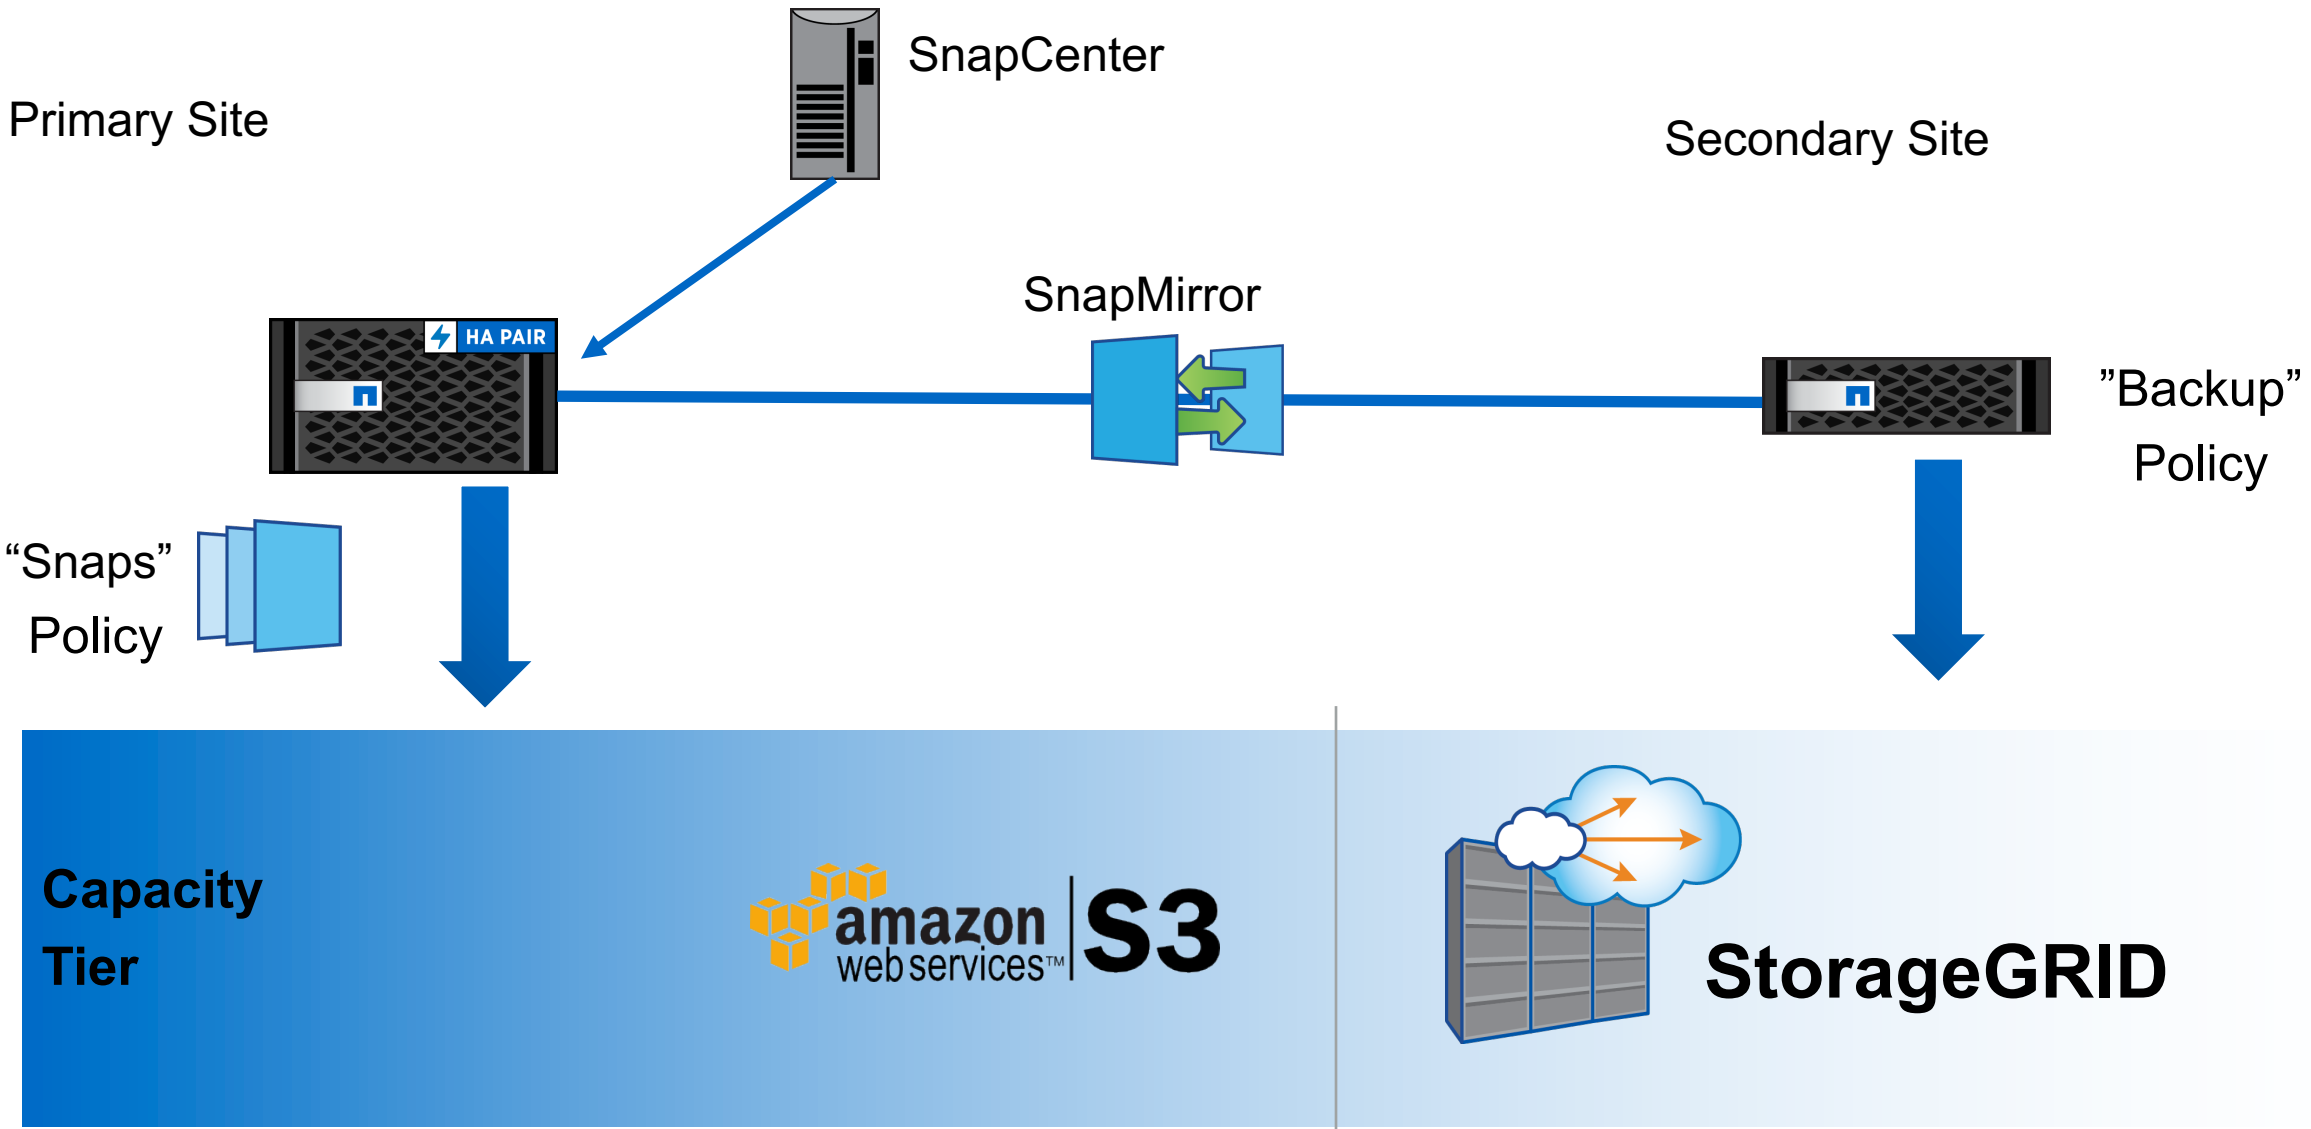 SnapCenter
Primary Site
Secondary Site
SnapMirror
HA PAIR
”Backup”
Policy
“Snaps”
Policy
Capacity
Tier
amazon
web services™
S3
StorageGRID